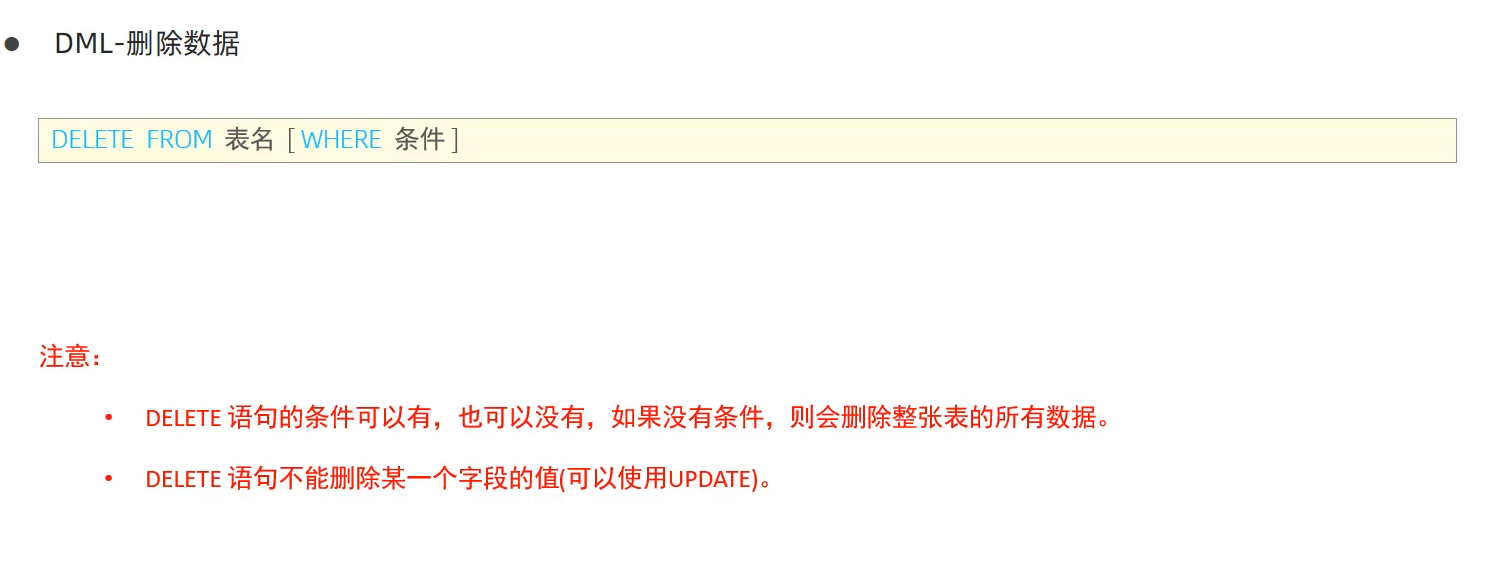 ● DML-删除数据
DELETE FROM 表名 [ WHERE 条件 ]
注意：
• DELETE 语句的条件可以有，也可以没有，如果没有条件，则会删除整张表的所有数据。
• DELETE 语句不能删除某一个字段的值(可以使用UPDATE)。